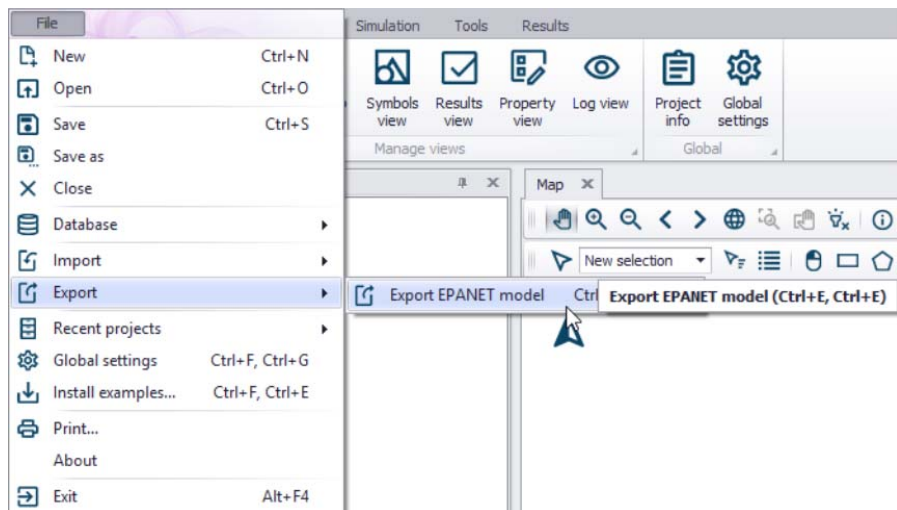 File
Simulation Tools Results
New Ctrl+N
Open Ctrl+O
Save Ctrl+S
Save as
Close
Database
Import
Export
Recent projects
Global settings Ctrl+F, Ctrl+G
Install examples... Ctrl+F, Ctrl+E
Print...
About
Exit Alt+F4
Symbols view
Results view
Property view
Log view
Project info
Global settings
Manage views
Global
Map
New selection
Export EPANET model
Export EPANET model (Ctrl+E, Ctrl+E)